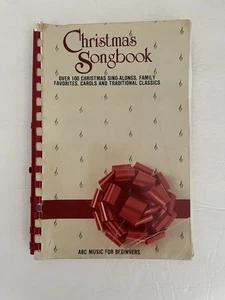 Christmas
Songbook
OVER 100 CHRISTMAS SING-ALONGS, FAMILY
FAVORITES, CAROLS AND TRADITIONAL CLASSICS
ABC MUSIC FOR BEGINNERS